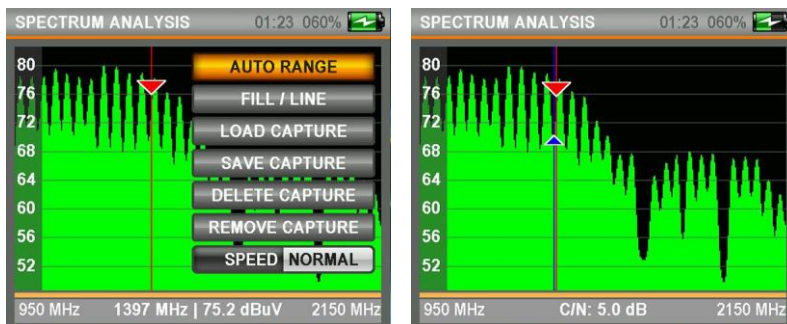 SPECTRUM ANALYSIS 01:23 060%
80
76
72
68
64
60
56
52
AUTO RANGE
FILL / LINE
LOAD CAPTURE
SAVE CAPTURE
DELETE CAPTURE
REMOVE CAPTURE
SPEED NORMAL
950 MHz 1397 MHz | 75.2 dBuV 2150 MHz
SPECTRUM ANALYSIS 01:23 060%
80
76
72
68
64
60
56
52
950 MHz C/N: 5.0 dB 2150 MHz